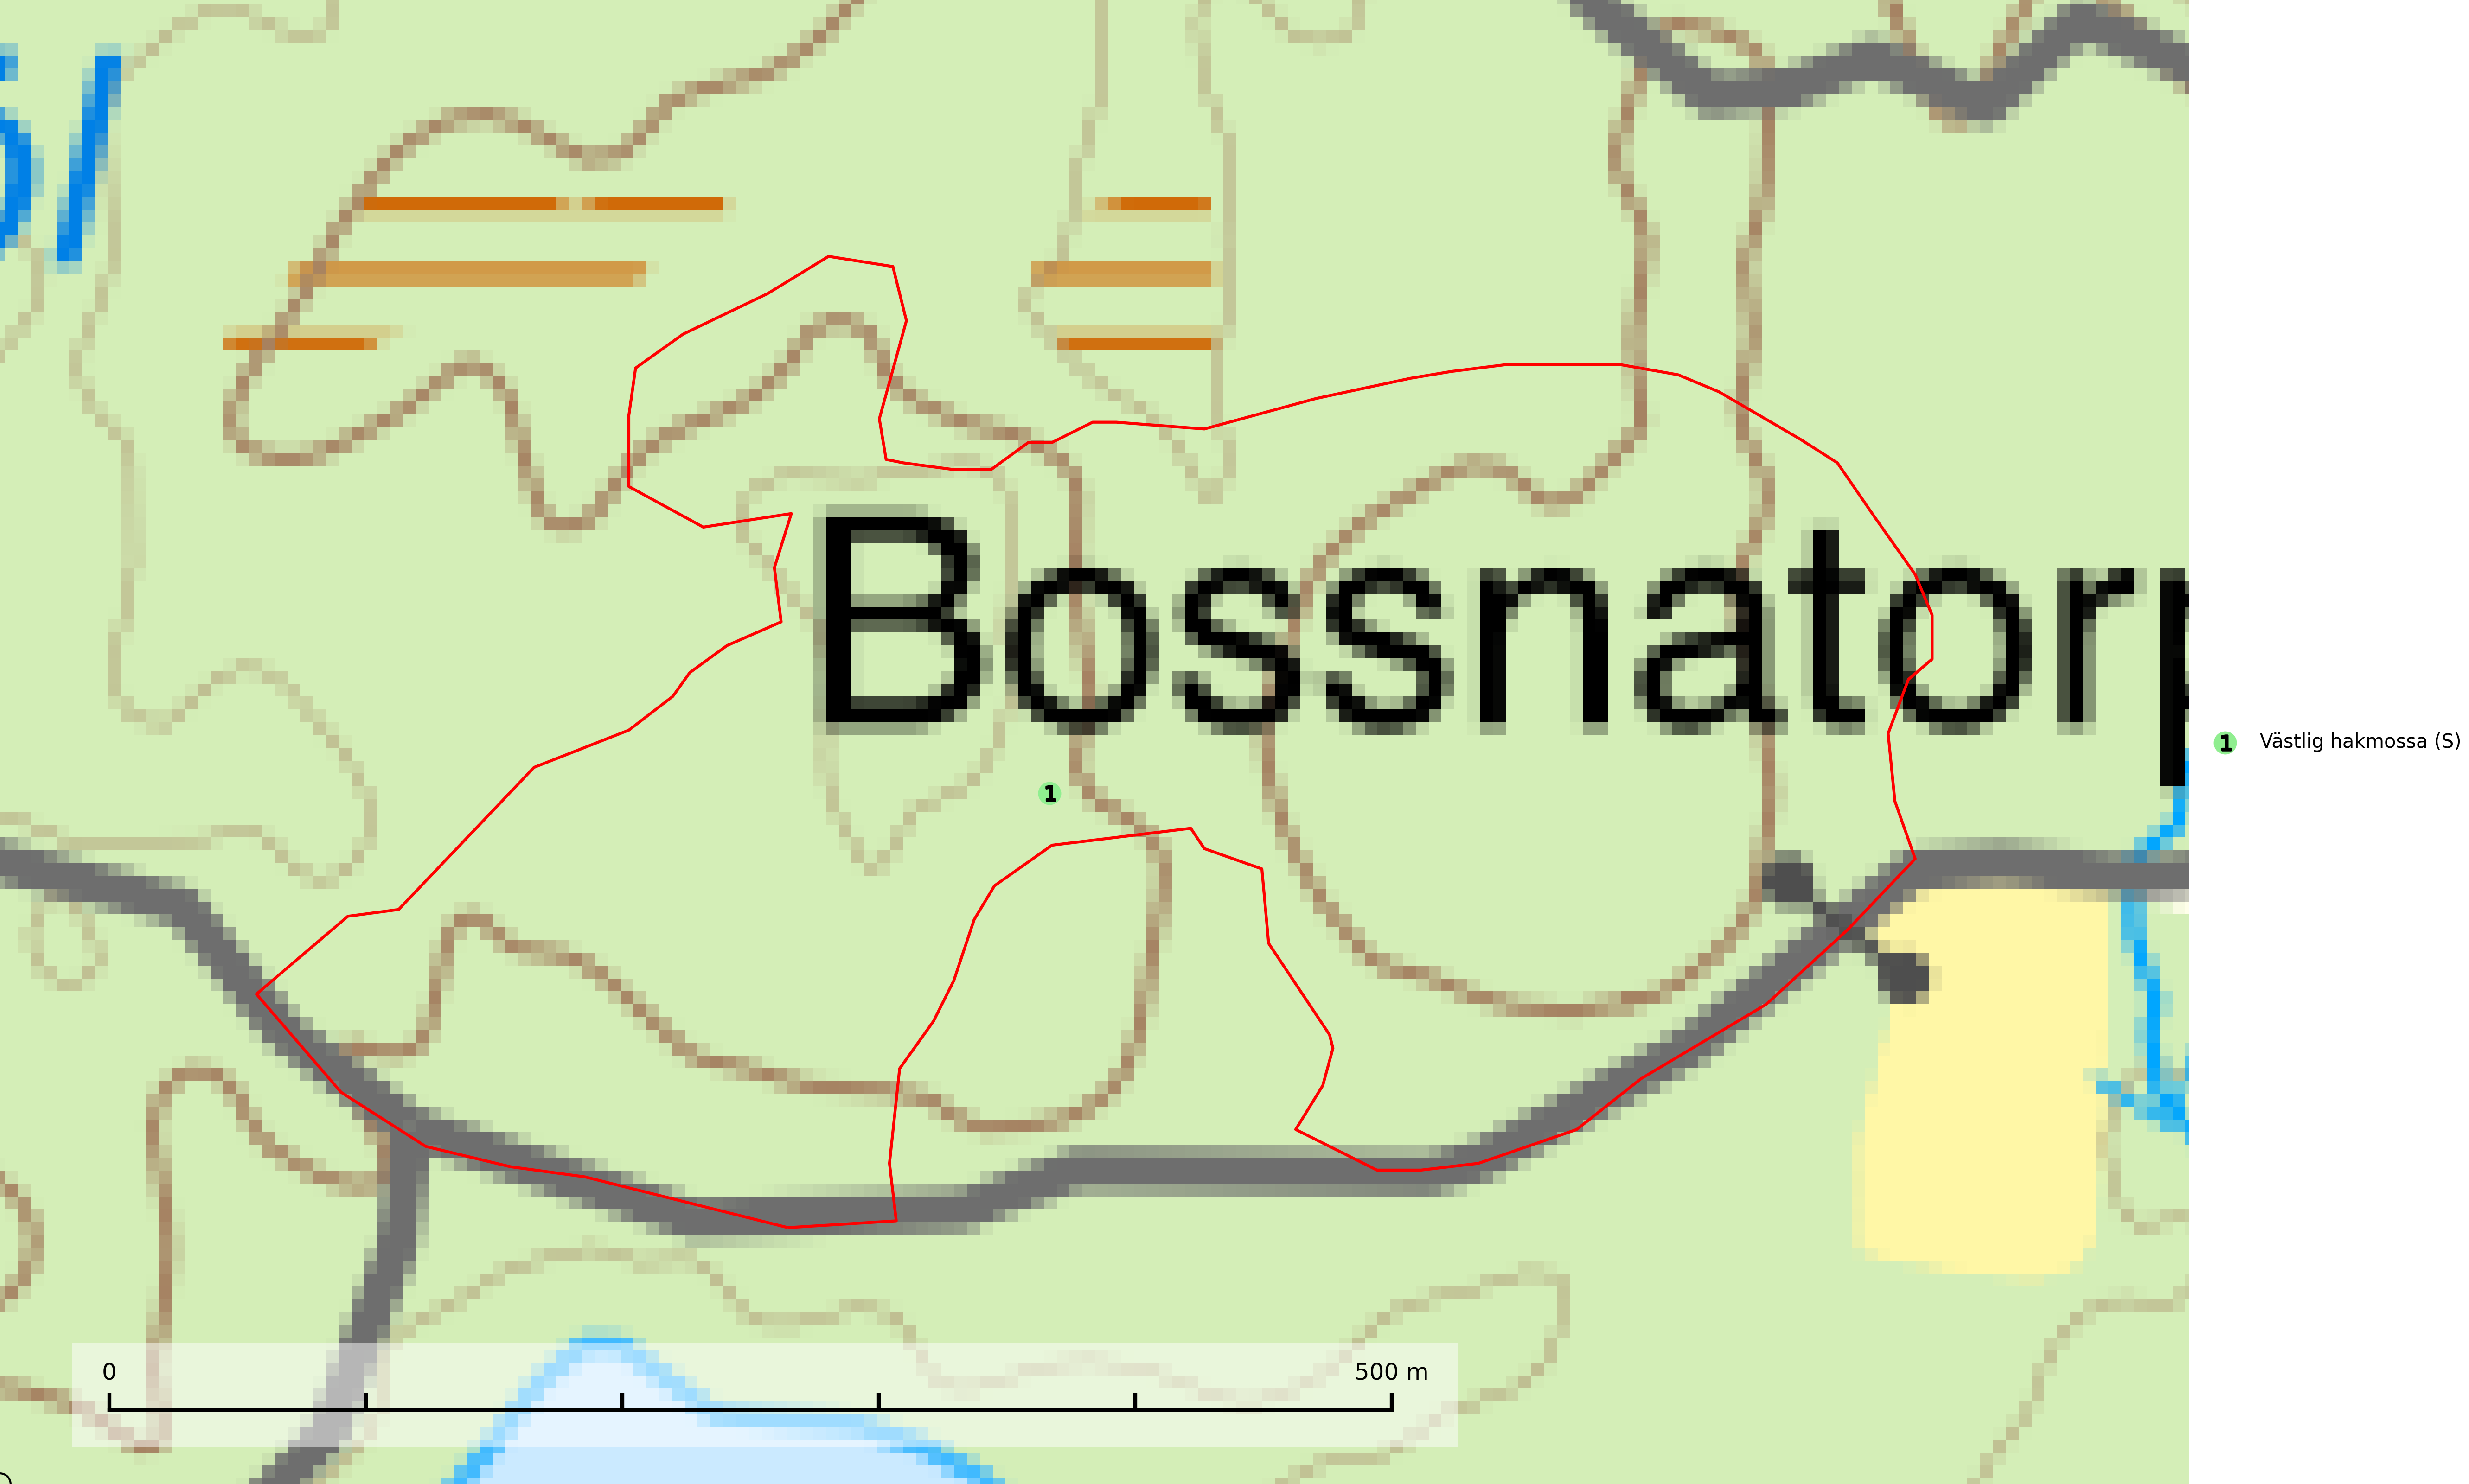 Bossnatorp
1
1 Västlig hakmossa (S)
0 500 m